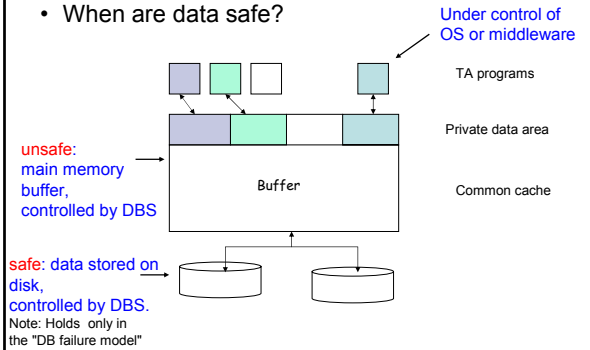 • When are data safe?
Under control of
OS or middleware
TA programs
Private data area
unsafe:
main memory
buffer,
controlled by DBS
Buffer
Common cache
safe: data stored on
disk,
controlled by DBS.
Note: Holds only in
the "DB failure model"